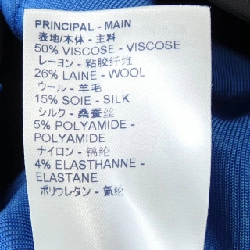 PRINCIPAL - MAIN
表地/本体 - 主料
50% VISCOSE - VISCOSE
レーヨン - 粘胶纤维
26% LAINE - WOOL
ウール - 羊毛
15% SOIE - SILK
シルク - 桑蚕丝
5% POLYAMIDE -
POLYAMIDE
ナイロン - 锦纶
4% ELASTHANNE -
ELASTANE
ポリウレタン - 氨纶